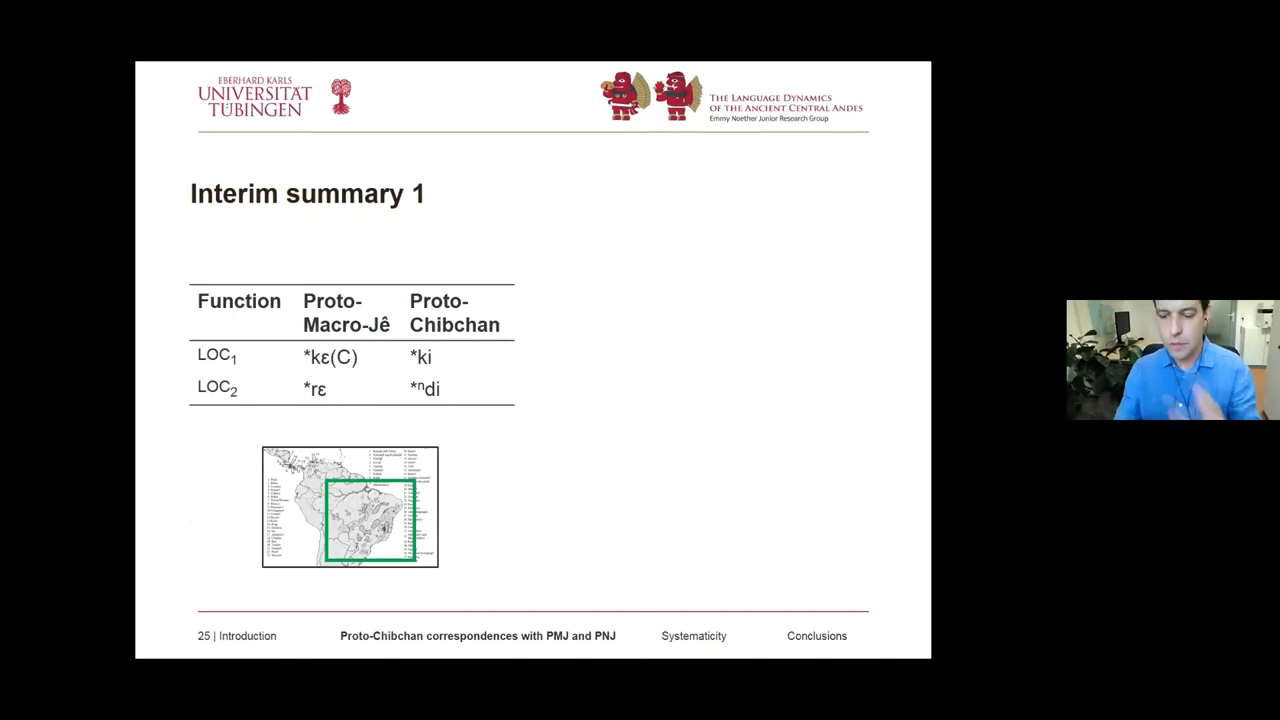 EBERHARD KARLS
UNIVERSITÄT
TÜBINGEN
THE LANGUAGE DYNAMICS
OF THE ANCIENT CENTRAL ANDES
Emmy Noether Junior Research Group
Interim summary 1
Function Proto-Macro-Jê Proto-Chibchan
LOC₁ *kɛ(C) *ki
LOC₂ *rɛ *ⁿdi
25 | Introduction Proto-Chibchan correspondences with PMJ and PNJ Systematicity Conclusions